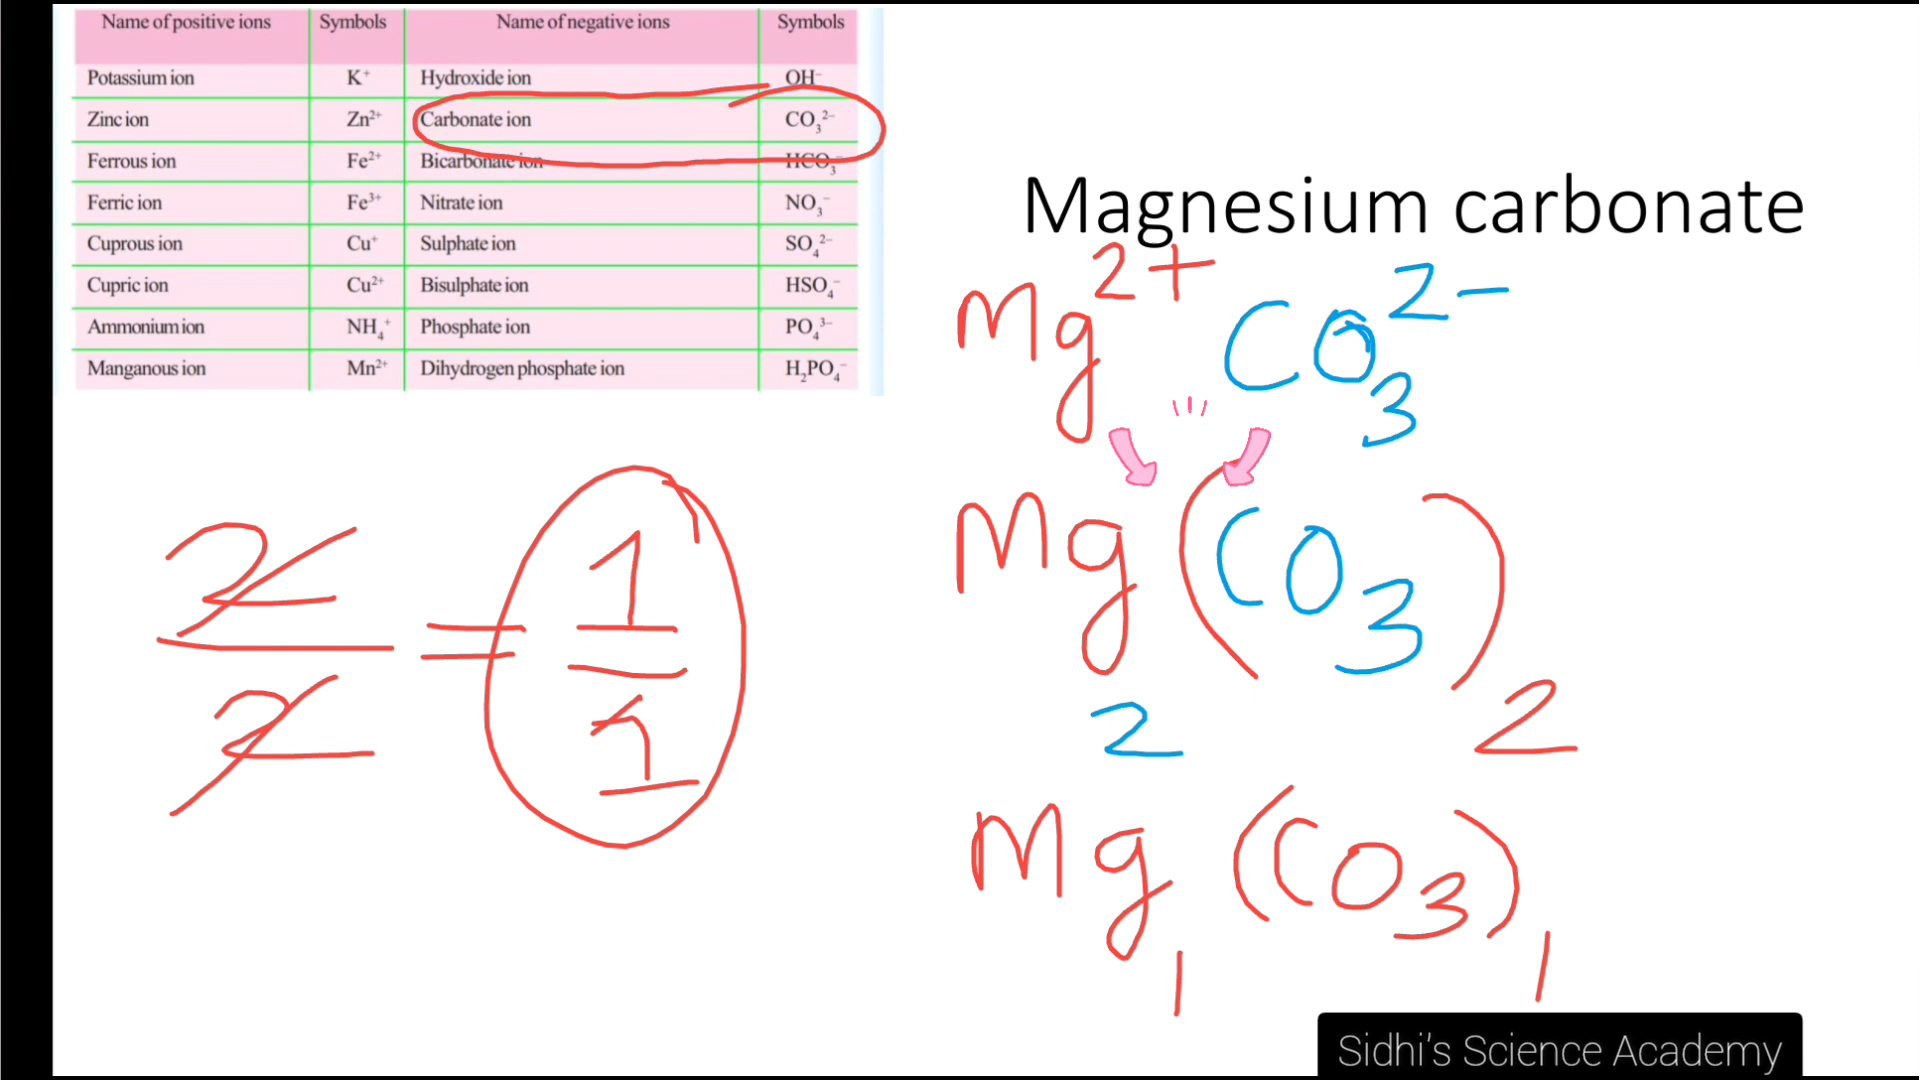 Name of positive ions Symbols Name of negative ions Symbols
Potassium ion K⁺ Hydroxide ion OH⁻
Zinc ion Zn²⁺ Carbonate ion CO₃²⁻
Ferrous ion Fe²⁺ Bicarbonate ion HCO₃⁻
Ferric ion Fe³⁺ Nitrate ion NO₃⁻
Cuprous ion Cu⁺ Sulphate ion SO₄²⁻
Cupric ion Cu²⁺ Bisulphate ion HSO₄⁻
Ammonium ion NH₄⁺ Phosphate ion PO₄³⁻
Manganous ion Mn²⁺ Dihydrogen phosphate ion H₂PO₄⁻
Magnesium carbonate
Mg²⁺ CO₃²⁻
Mg₂(CO₃)₂
2/2 = 1/1
Mg₁(CO₃)₁
Sidhi's Science Academy